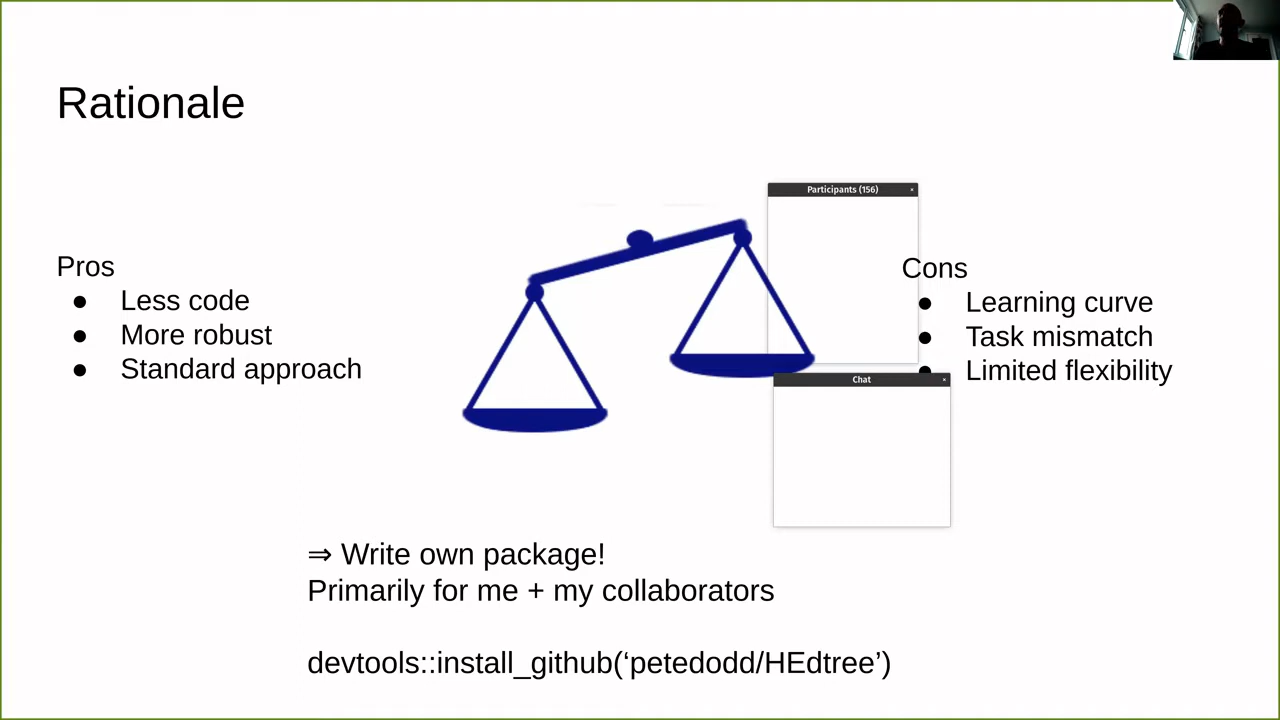 Rationale
Participants (156)
Pros
● Less code
● More robust
● Standard approach
Cons
● Learning curve
● Task mismatch
● Limited flexibility
Chat
⇒ Write own package!
Primarily for me + my collaborators
devtools::install_github(‘petedodd/HEdtree’)